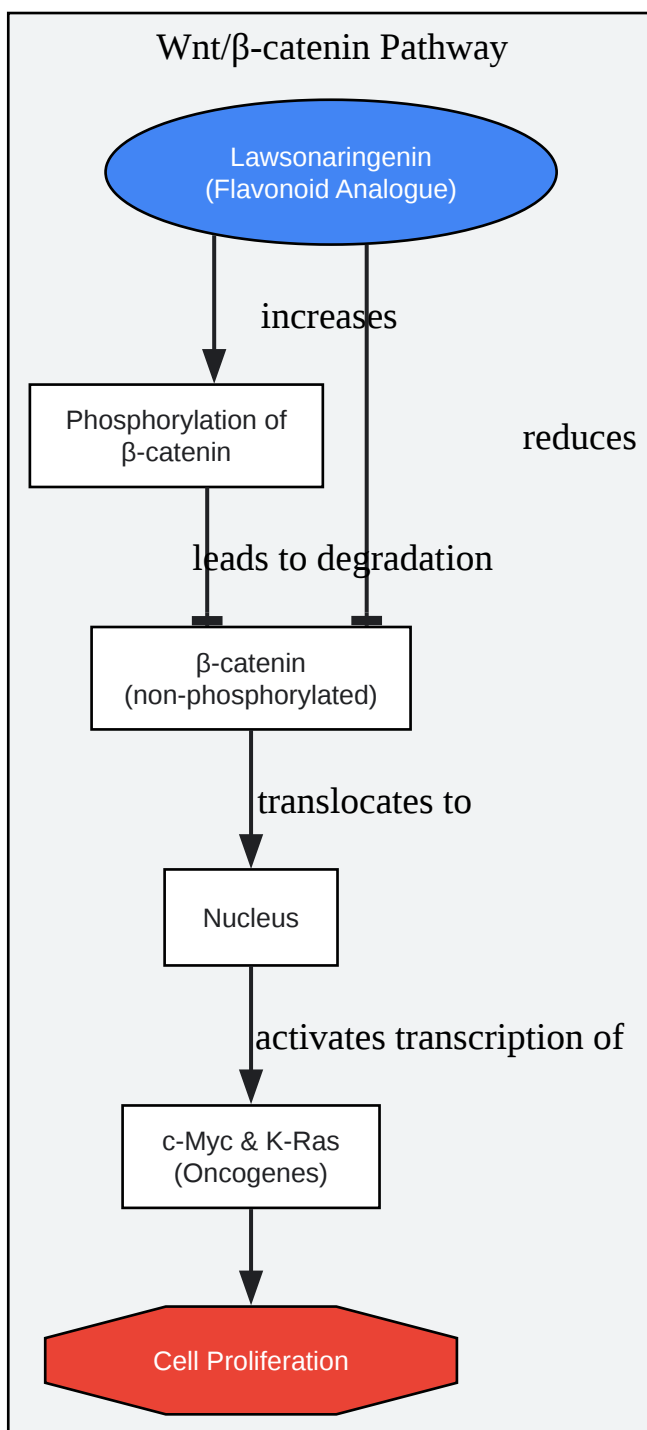 Wnt/β-catenin Pathway
Lawsonaringenin
(Flavonoid Analogue)
increases
Phosphorylation of
β-catenin
reduces
leads to degradation
β-catenin
(non-phosphorylated)
translocates to
Nucleus
activates transcription of
c-Myc & K-Ras
(Oncogenes)
Cell Proliferation